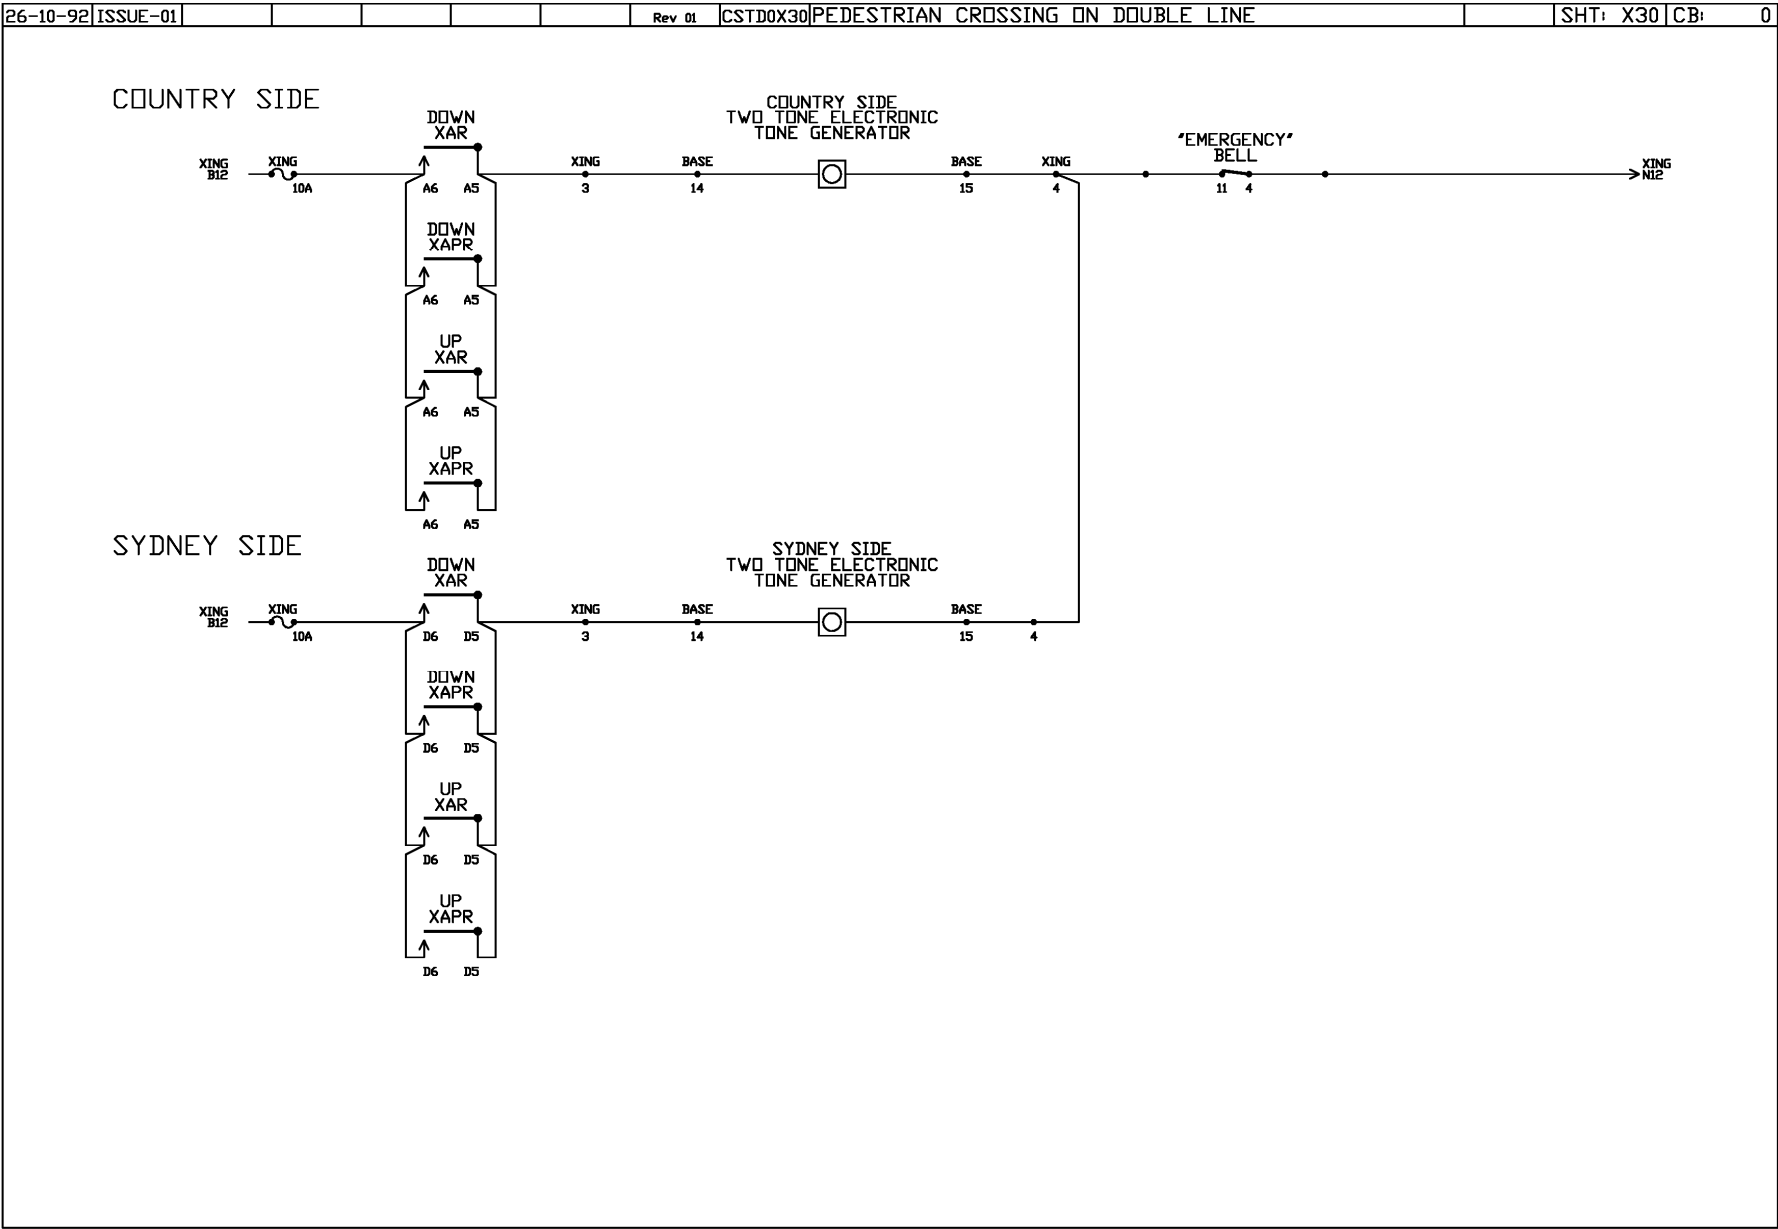 26-10-92 ISSUE-01 Rev 01 CSTD0X30 PEDESTRIAN CROSSING ON DOUBLE LINE SHT: X30 CB: 0
COUNTRY SIDE
DOWN
XAR
COUNTRY SIDE
TWO TONE ELECTRONIC
TONE GENERATOR
"EMERGENCY"
BELL
XING
B12
XING
10A
A6 A5
XING
3
BASE
14
BASE
15
XING
4
11 4
XING
N12
DOWN
XAPR
A6 A5
UP
XAR
A6 A5
UP
XAPR
A6 A5
SYDNEY SIDE
DOWN
XAR
SYDNEY SIDE
TWO TONE ELECTRONIC
TONE GENERATOR
XING
B12
XING
10A
D6 D5
XING
3
BASE
14
BASE
15
4
DOWN
XAPR
D6 D5
UP
XAR
D6 D5
UP
XAPR
D6 D5